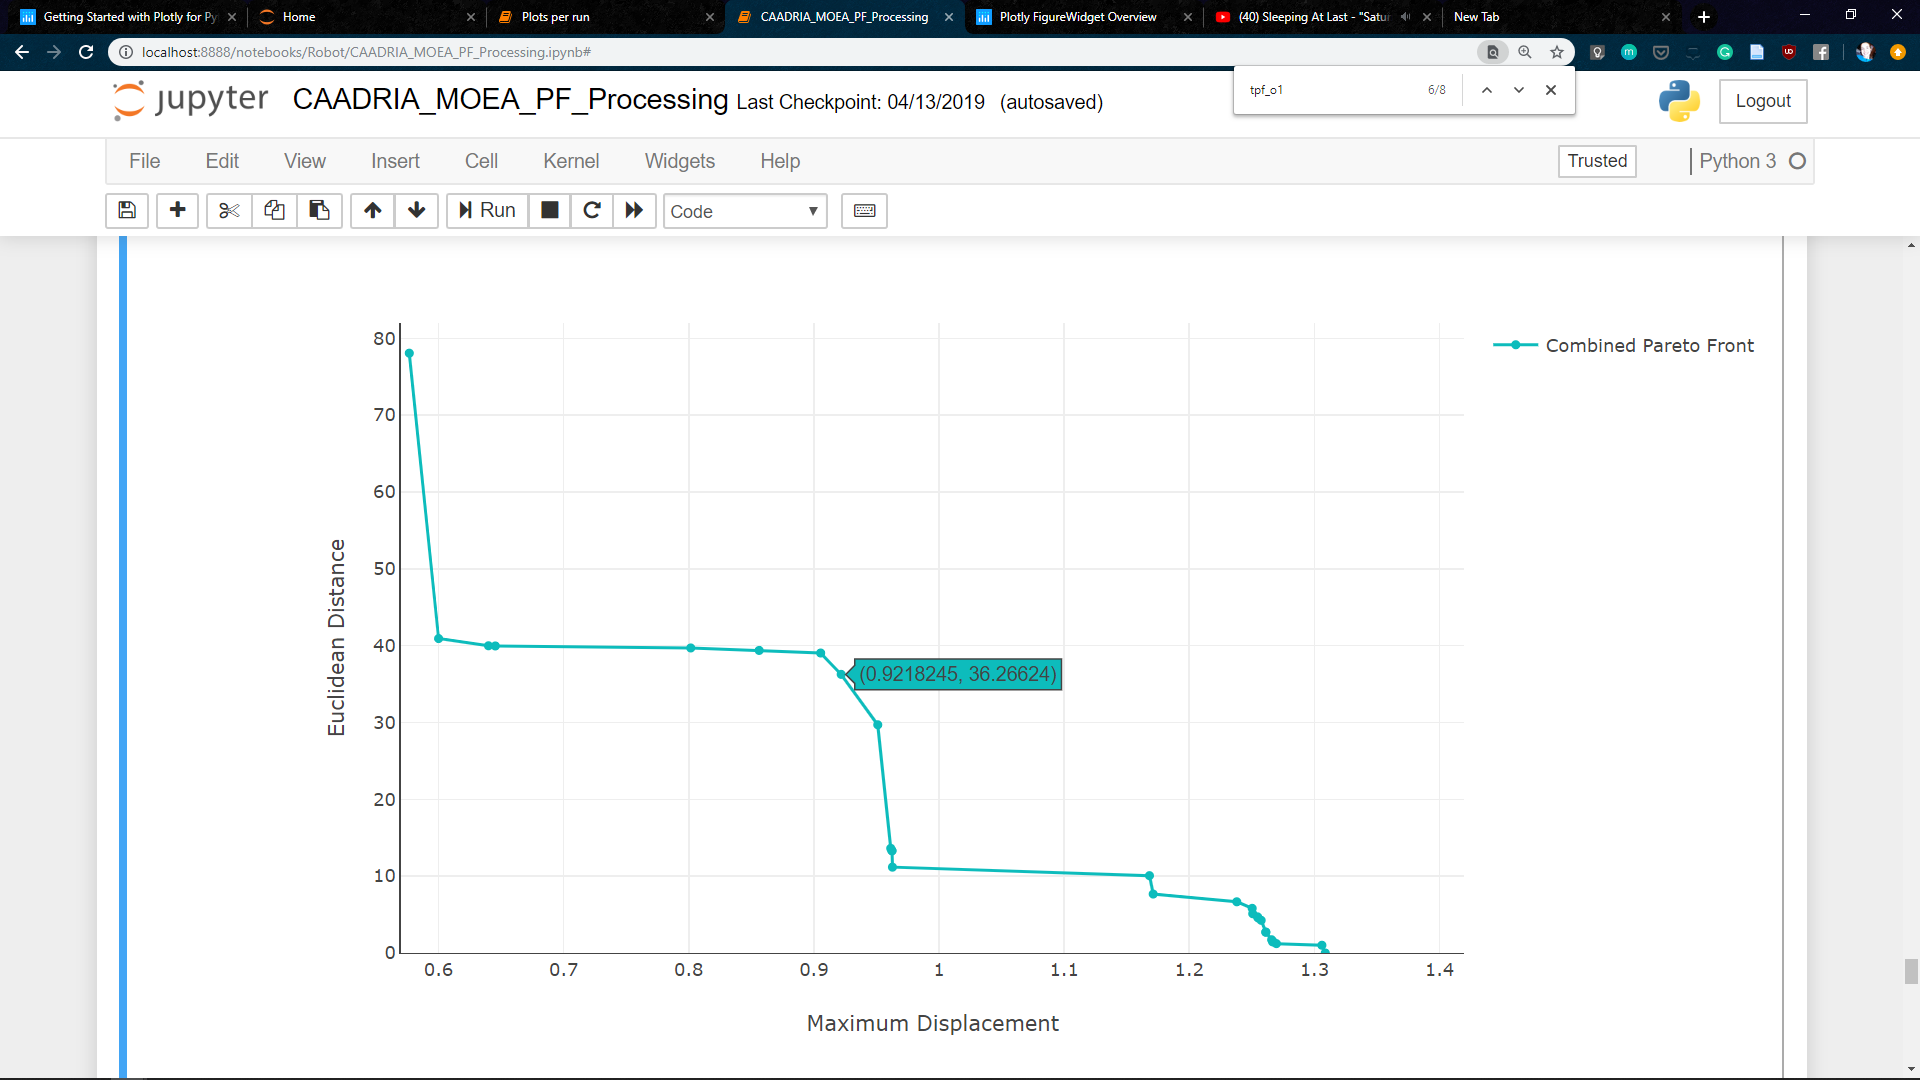 Getting Started with Plotly for Py
Home
Plots per run
CAADRIA_MOEA_PF_Processing
Plotly FigureWidget Overview
(40) Sleeping At Last - "Satur
New Tab
localhost:8888/notebooks/Robot/CAADRIA_MOEA_PF_Processing.ipynb#
tpf_o1
6/8
jupyter
CAADRIA_MOEA_PF_Processing
Last Checkpoint: 04/13/2019 (autosaved)
Logout
File
Edit
View
Insert
Cell
Kernel
Widgets
Help
Trusted
Python 3
Run
Code
Combined Pareto Front
80
70
60
50
40
30
20
10
0
Euclidean Distance
(0.9218245, 36.26624)
0.6
0.7
0.8
0.9
1
1.1
1.2
1.3
1.4
Maximum Displacement